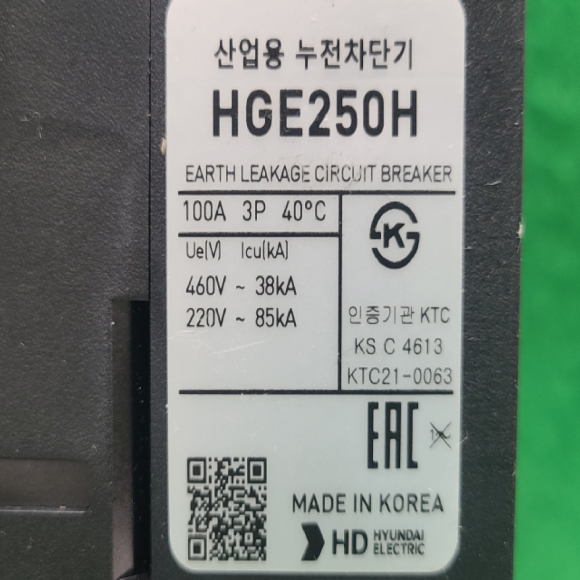 산업용 누전차단기
HGE250H
EARTH LEAKAGE CIRCUIT BREAKER
100A 3P 40°C
Ue(V) Icu(kA)
460V ~ 38kA
220V ~ 85kA
K
인증기관 KTC
KS C 4613
KTC21-0063
EAC
MADE IN KOREA
HD HYUNDAI
ELECTRIC